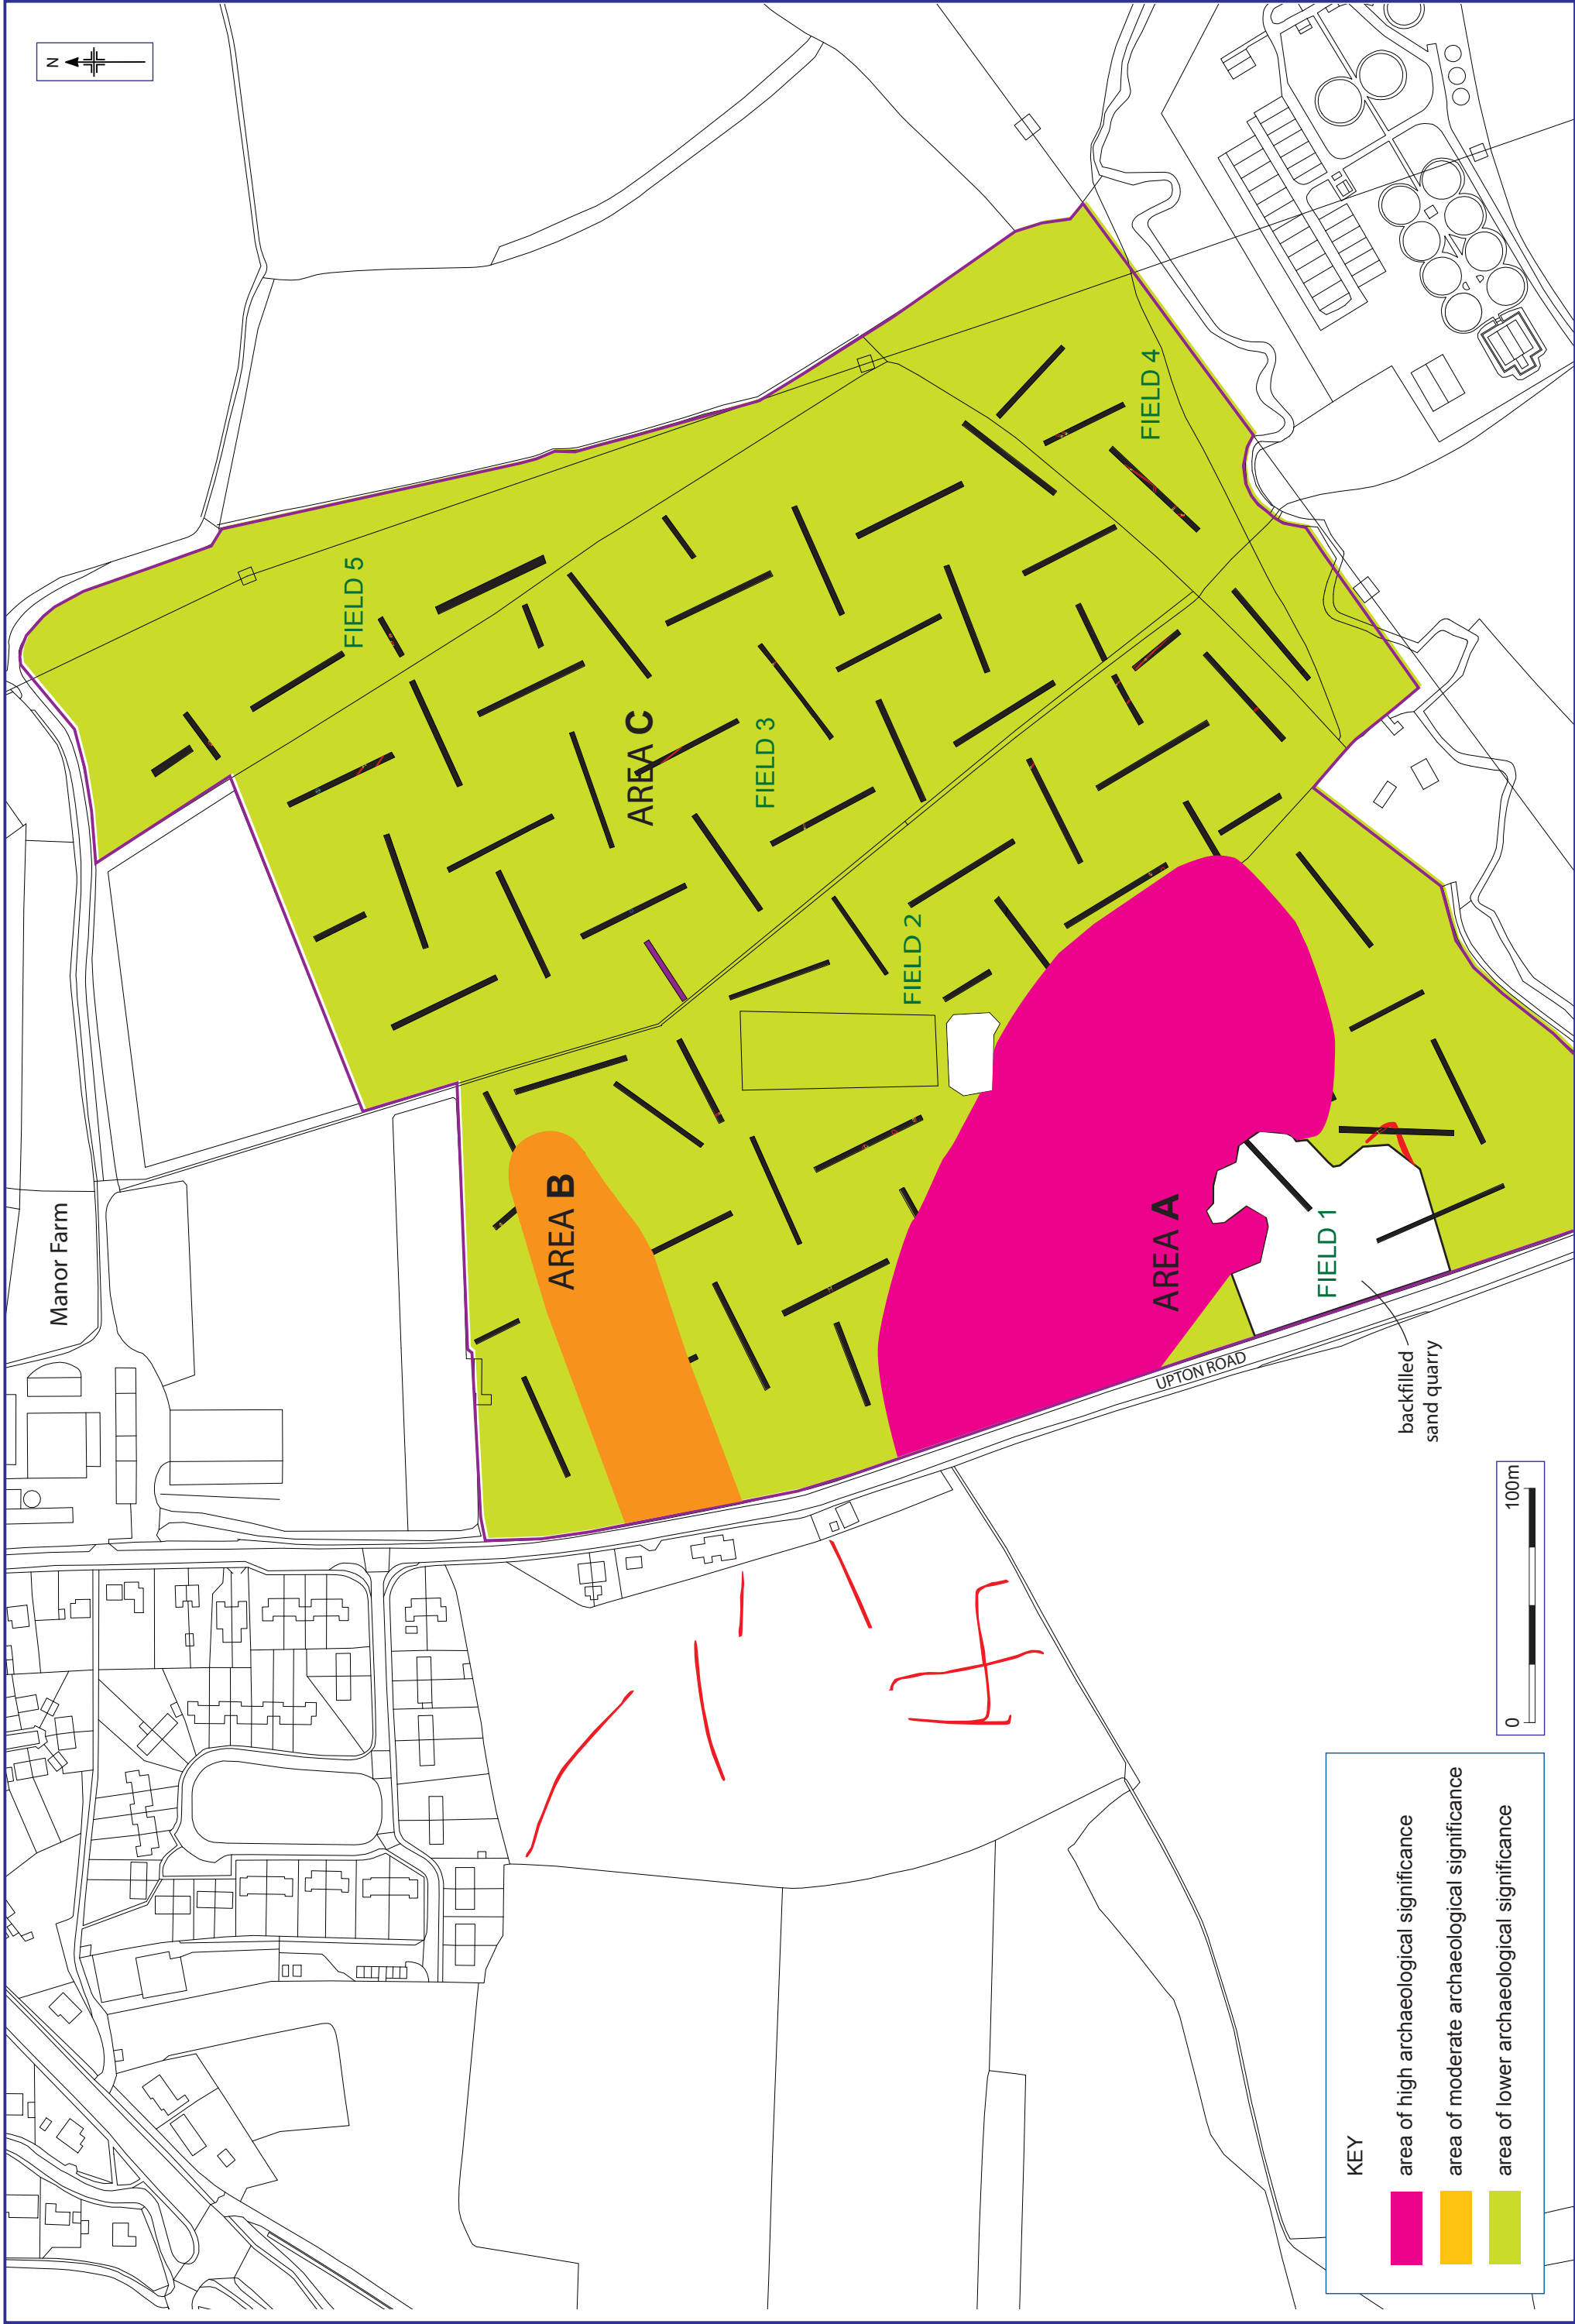 N
Manor Farm
FIELD 5
AREA C
FIELD 3
FIELD 4
AREA B
FIELD 2
AREA A
FIELD 1
UPTON ROAD
backfilled
sand quarry
0
100m
KEY
area of high archaeological significance
area of moderate archaeological significance
area of lower archaeological significance